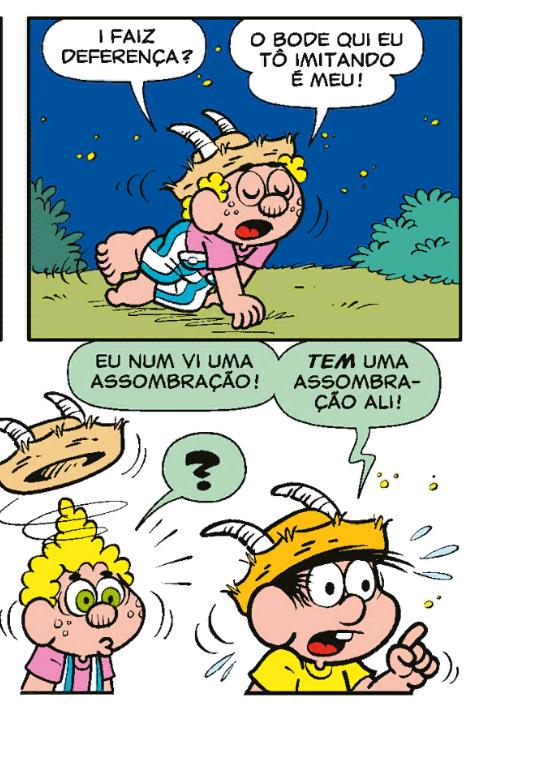 I FAIZ
DEFERENÇA?
O BODE QUI EU
TÔ IMITANDO
É MEU!
EU NUM VI UMA
ASSOMBRAÇÃO!
TEM UMA
ASSOMBRA-
ÇÃO ALI!
?